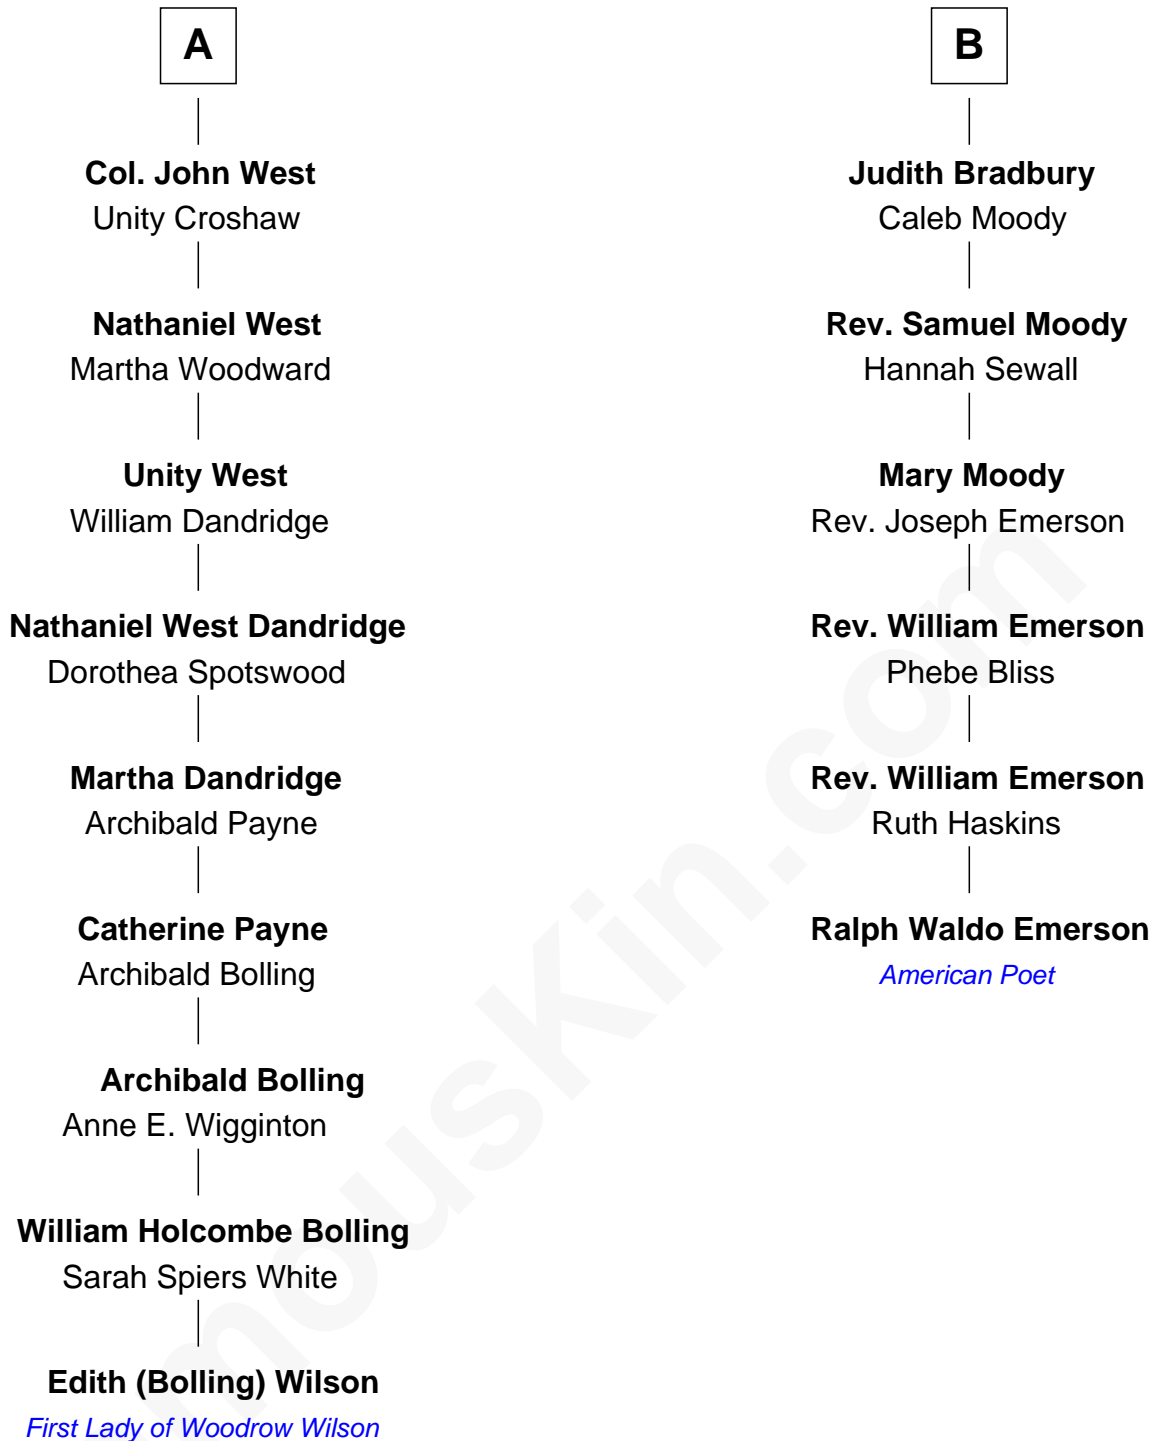 A
Col. John West
Unity Croshaw
Nathaniel West
Martha Woodward
Unity West
William Dandridge
Nathaniel West Dandridge
Dorothea Spotswood
Martha Dandridge
Archibald Payne
Catherine Payne
Archibald Bolling
Archibald Bolling
Anne E. Wigginton
William Holcombe Bolling
Sarah Spiers White
Edith (Bolling) Wilson
First Lady of Woodrow Wilson
B
Judith Bradbury
Caleb Moody
Rev. Samuel Moody
Hannah Sewall
Mary Moody
Rev. Joseph Emerson
Rev. William Emerson
Phebe Bliss
Rev. William Emerson
Ruth Haskins
Ralph Waldo Emerson
American Poet
mousKin.com